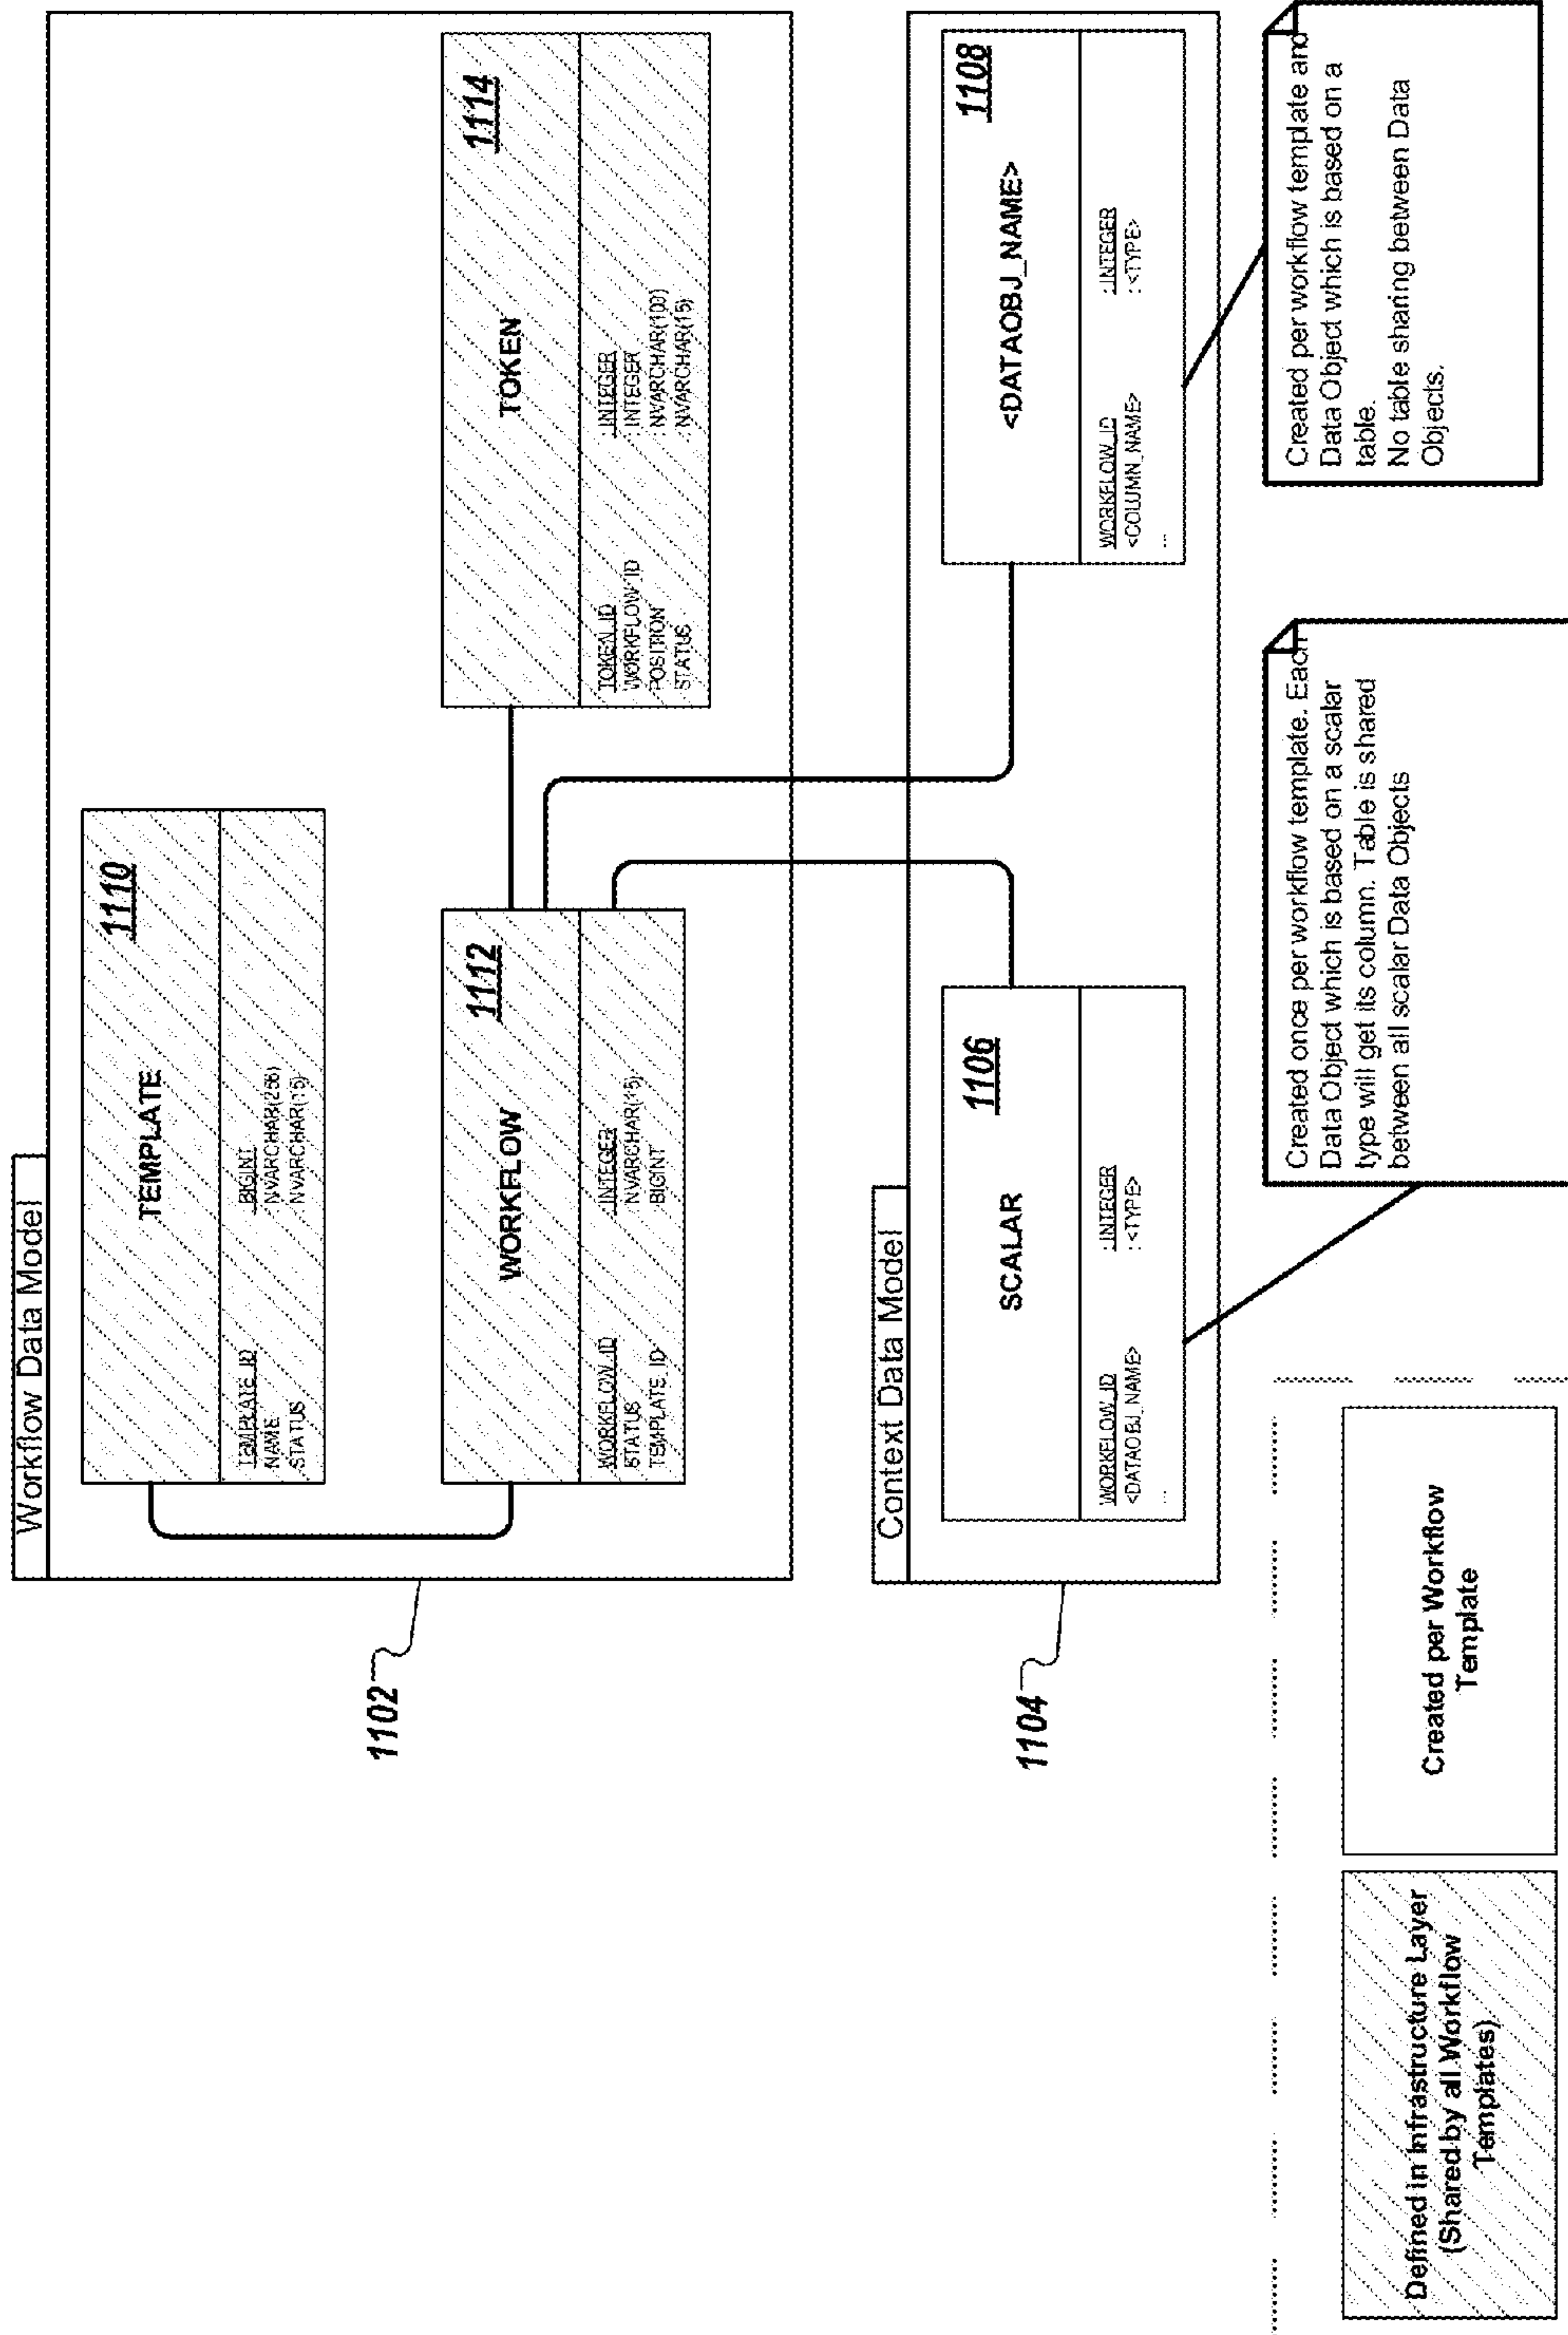 Workflow Data Model
TEMPLATE
1110
TEMPLATE_ID : BIGINT
NAME : NVARCHAR(256)
STATUS : NVARCHAR(15)
WORKFLOW
1112
WORKFLOW_ID : INTEGER
STATUS : NVARCHAR(15)
TEMPLATE_ID : BIGINT
TOKEN
1114
TOKEN_ID : INTEGER
WORKFLOW_ID : INTEGER
POSITION : NVARCHAR(100)
STATUS : NVARCHAR(15)
1102
Context Data Model
SCALAR
1106
WORKFLOW_ID : INTEGER
<DATAOBJ_NAME> : <TYPE>
...
<DATAOBJ_NAME>
1108
WORKFLOW_ID : INTEGER
<COLUMN_NAME> : <TYPE>
...
1104
Created once per workflow template. Each
Data Object which is based on a scalar
type will get its column. Table is shared
between all scalar Data Objects
Created per workflow template and
Data Object which is based on a
table.
No table sharing between Data
Objects.
Defined in Infrastructure Layer
(Shared by all Workflow
Templates)
Created per Workflow
Template